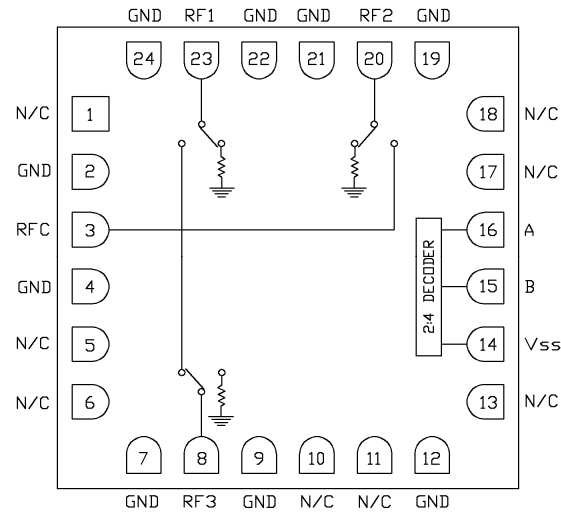 GND RF1 GND GND RF2 GND
24 23 22 21 20 19
N/C 1 18 N/C
GND 2 17 N/C
RFC 3 16 A
GND 4 15 B
2:4 DECODER
N/C 5 14 Vss
N/C 6 13 N/C
7 8 9 10 11 12
GND RF3 GND N/C N/C GND